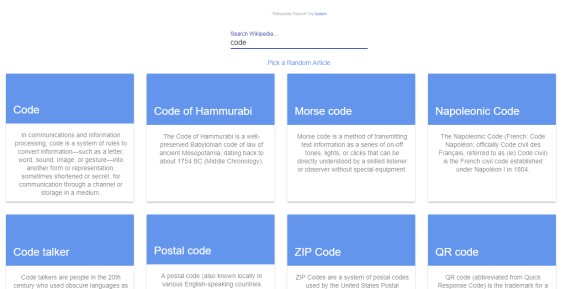 "Wikipedia Search" by
Search Wikipedia...
code
Pick a Random Article
Code
In communications and information
processing, code is a system of rules to
convert information—such as a letter,
word, sound, image, or gesture—into
another form or representation,
sometimes shortened or secret, for
communication through a channel or
storage in a medium.
Code of Hammurabi
The Code of Hammurabi is a well-
preserved Babylonian code of law of
ancient Mesopotamia, dating back to
about 1754 BC (Middle Chronology).
Morse code
Morse code is a method of transmitting
text information as a series of on-off
tones, lights, or clicks that can be
directly understood by a skilled listener
or observer without special equipment.
Napoleonic Code
The Napoleonic Code (French: Code
Napoléon; officially Code civil des
Français, referred to as (le) Code civil)
is the French civil code established
under Napoléon I in 1804.
Code talker
Code talkers are people in the 20th
century who used obscure languages as
Postal code
A postal code (also known locally in
various English-speaking countries
ZIP Code
ZIP Codes are a system of postal codes
used by the United States Postal
QR code
QR code (abbreviated from Quick
Response Code) is the trademark for a